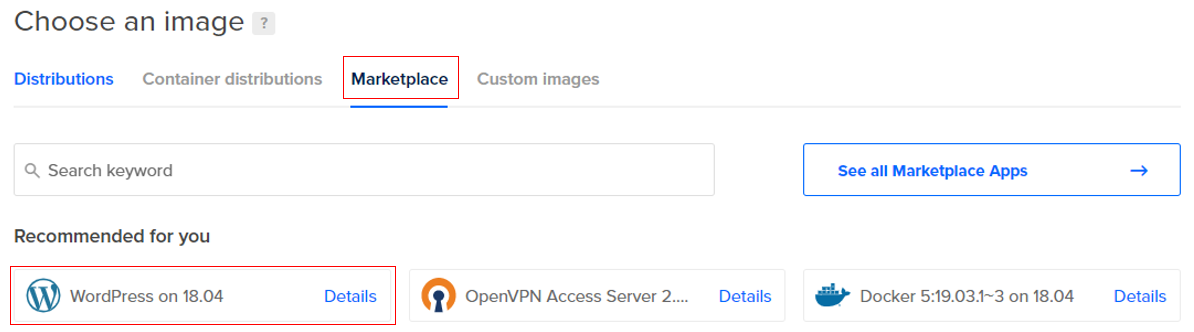 Choose an image ?
Distributions Container distributions Marketplace Custom images
Search keyword See all Marketplace Apps →
Recommended for you
WordPress on 18.04 Details OpenVPN Access Server 2.... Details Docker 5:19.03.1~3 on 18.04 Details